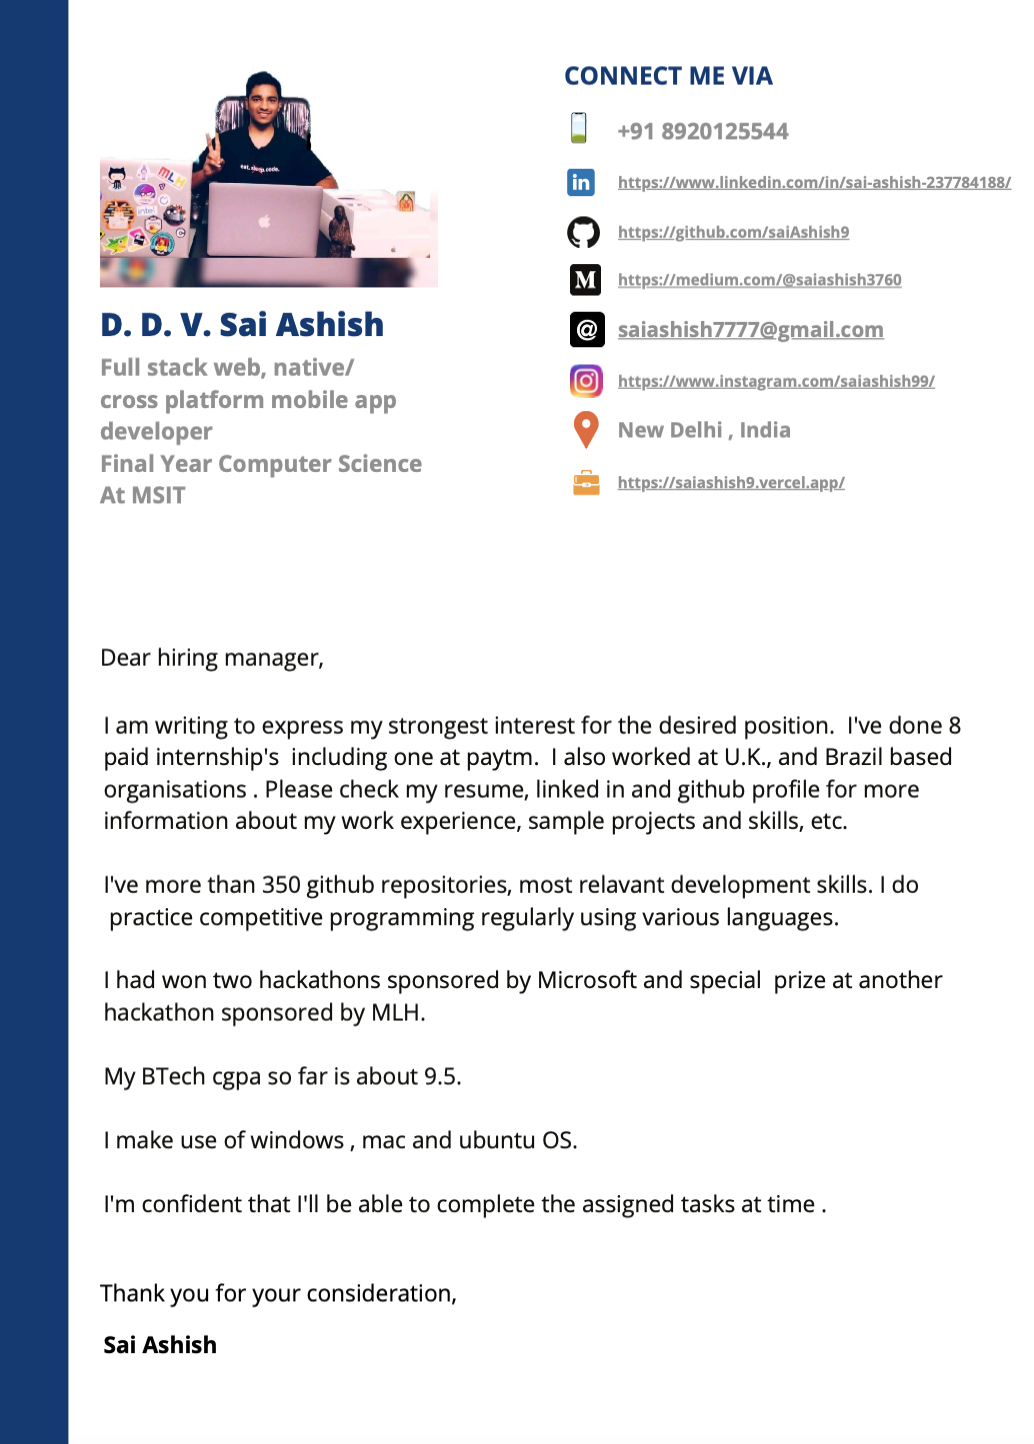 CONNECT ME VIA
+91 8920125544
https://www.linkedin.com/in/sai-ashish-237784188/
https://github.com/saiAshish9
https://medium.com/@saiashish3760
saiashish7777@gmail.com
https://www.instagram.com/saiashish99/
New Delhi , India
https://saiashish9.vercel.app/
eat. sleep. code.
MLH
intel
in
M
@
D. D. V. Sai Ashish
Full stack web, native/
cross platform mobile app
developer
Final Year Computer Science
At MSIT
Dear hiring manager,
I am writing to express my strongest interest for the desired position.  I've done 8
paid internship's  including one at paytm.  I also worked at U.K., and Brazil based
organisations . Please check my resume, linked in and github profile for more
information about my work experience, sample projects and skills, etc.
I've more than 350 github repositories, most relavant development skills. I do
practice competitive programming regularly using various languages.
I had won two hackathons sponsored by Microsoft and special  prize at another
hackathon sponsored by MLH.
My BTech cgpa so far is about 9.5.
I make use of windows , mac and ubuntu OS.
I'm confident that I'll be able to complete the assigned tasks at time .
Thank you for your consideration,
Sai Ashish